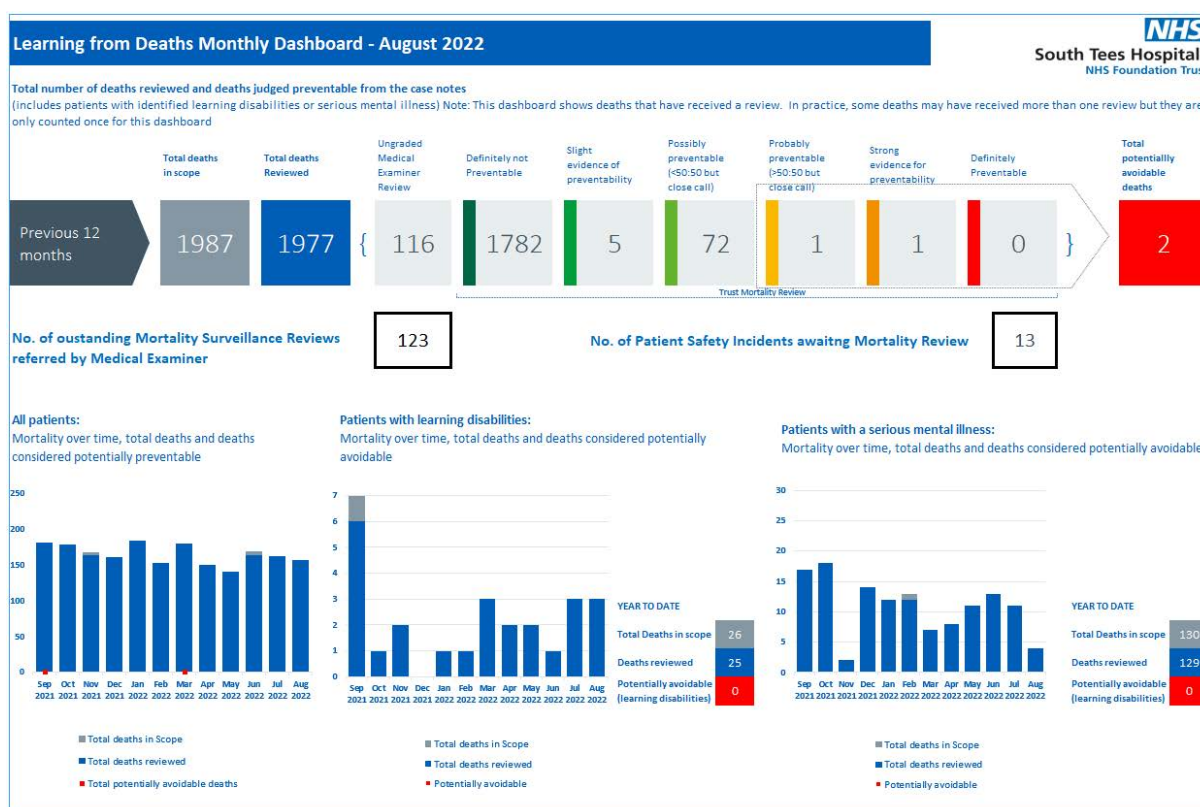 Learning from Deaths Monthly Dashboard - August 2022
NHS
South Tees Hospital
NHS Foundation Trus
Total number of deaths reviewed and deaths judged preventable from the case notes
(includes patients with identified learning disabilities or serious mental illness) Note: This dashboard shows deaths that have received a review. In practice, some deaths may have received more than one review but they are
only counted once for this dashboard
Total deaths
in scope
Total deaths
Reviewed
Ungraded
Medical
Examiner
Review
Definitely not
Preventable
Slight
evidence of
preventability
Possibly
preventable
(<50:50 but
close call)
Probably
preventable
(>50:50 but
close call)
Strong
evidence for
preventability
Definitely
Preventable
Total
potentiallly
avoidable
deaths
Previous 12
months
1987
1977
{
116
1782
5
72
1
1
0
}
2
Trust Mortality Review
No. of oustanding Mortality Surveillance Reviews
referred by Medical Examiner
123
No. of Patient Safety Incidents awaitng Mortality Review
13
All patients:
Mortality over time, total deaths and deaths
considered potentially preventable
250
200
150
100
50
0
Sep Oct Nov Dec Jan Feb Mar Apr May Jun Jul Aug
2021 2021 2021 2021 2022 2022 2022 2022 2022 2022 2022 2022
Total deaths in Scope
Total deaths reviewed
Total potentially avoidable deaths
Patients with learning disabilities:
Mortality over time, total deaths and deaths considered potentially
avoidable
7
6
5
4
3
2
1
0
Sep Oct Nov Dec Jan Feb Mar Apr May Jun Jul Aug
2021 2021 2021 2021 2022 2022 2022 2022 2022 2022 2022 2022
Total deaths in Scope
Total deaths reviewed
Potentially avoidable
YEAR TO DATE
Total Deaths in scope 26
Deaths reviewed 25
Potentially avoidable
(learning disabilities) 0
Patients with a serious mental illness:
Mortality over time, total deaths and deaths considered potentially avoidable
30
25
20
15
10
5
0
Sep Oct Nov Dec Jan Feb Mar Apr May Jun Jul Aug
2021 2021 2021 2021 2022 2022 2022 2022 2022 2022 2022 2022
Total deaths in Scope
Total deaths reviewed
Potentially avoidable
YEAR TO DATE
Total Deaths in scope 130
Deaths reviewed 129
Potentially avoidable
(learning disabilities) 0